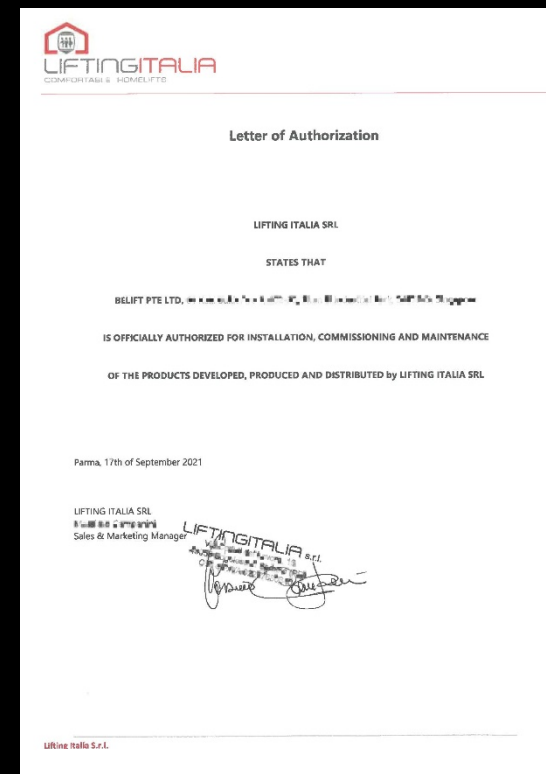 LIFTINGITALIA
COMFORTABLE HOMELIFTS
Letter of Authorization
LIFTING ITALIA SRL
STATES THAT
BELIFT PTE LTD,
IS OFFICIALLY AUTHORIZED FOR INSTALLATION, COMMISSIONING AND MAINTENANCE
OF THE PRODUCTS DEVELOPED, PRODUCED AND DISTRIBUTED by LIFTING ITALIA SRL
Parma, 17th of September 2021
LIFTING ITALIA SRL
Sales & Marketing Manager
LIFTINGITALIA s.r.l.
Lifting Italia S.r.l.